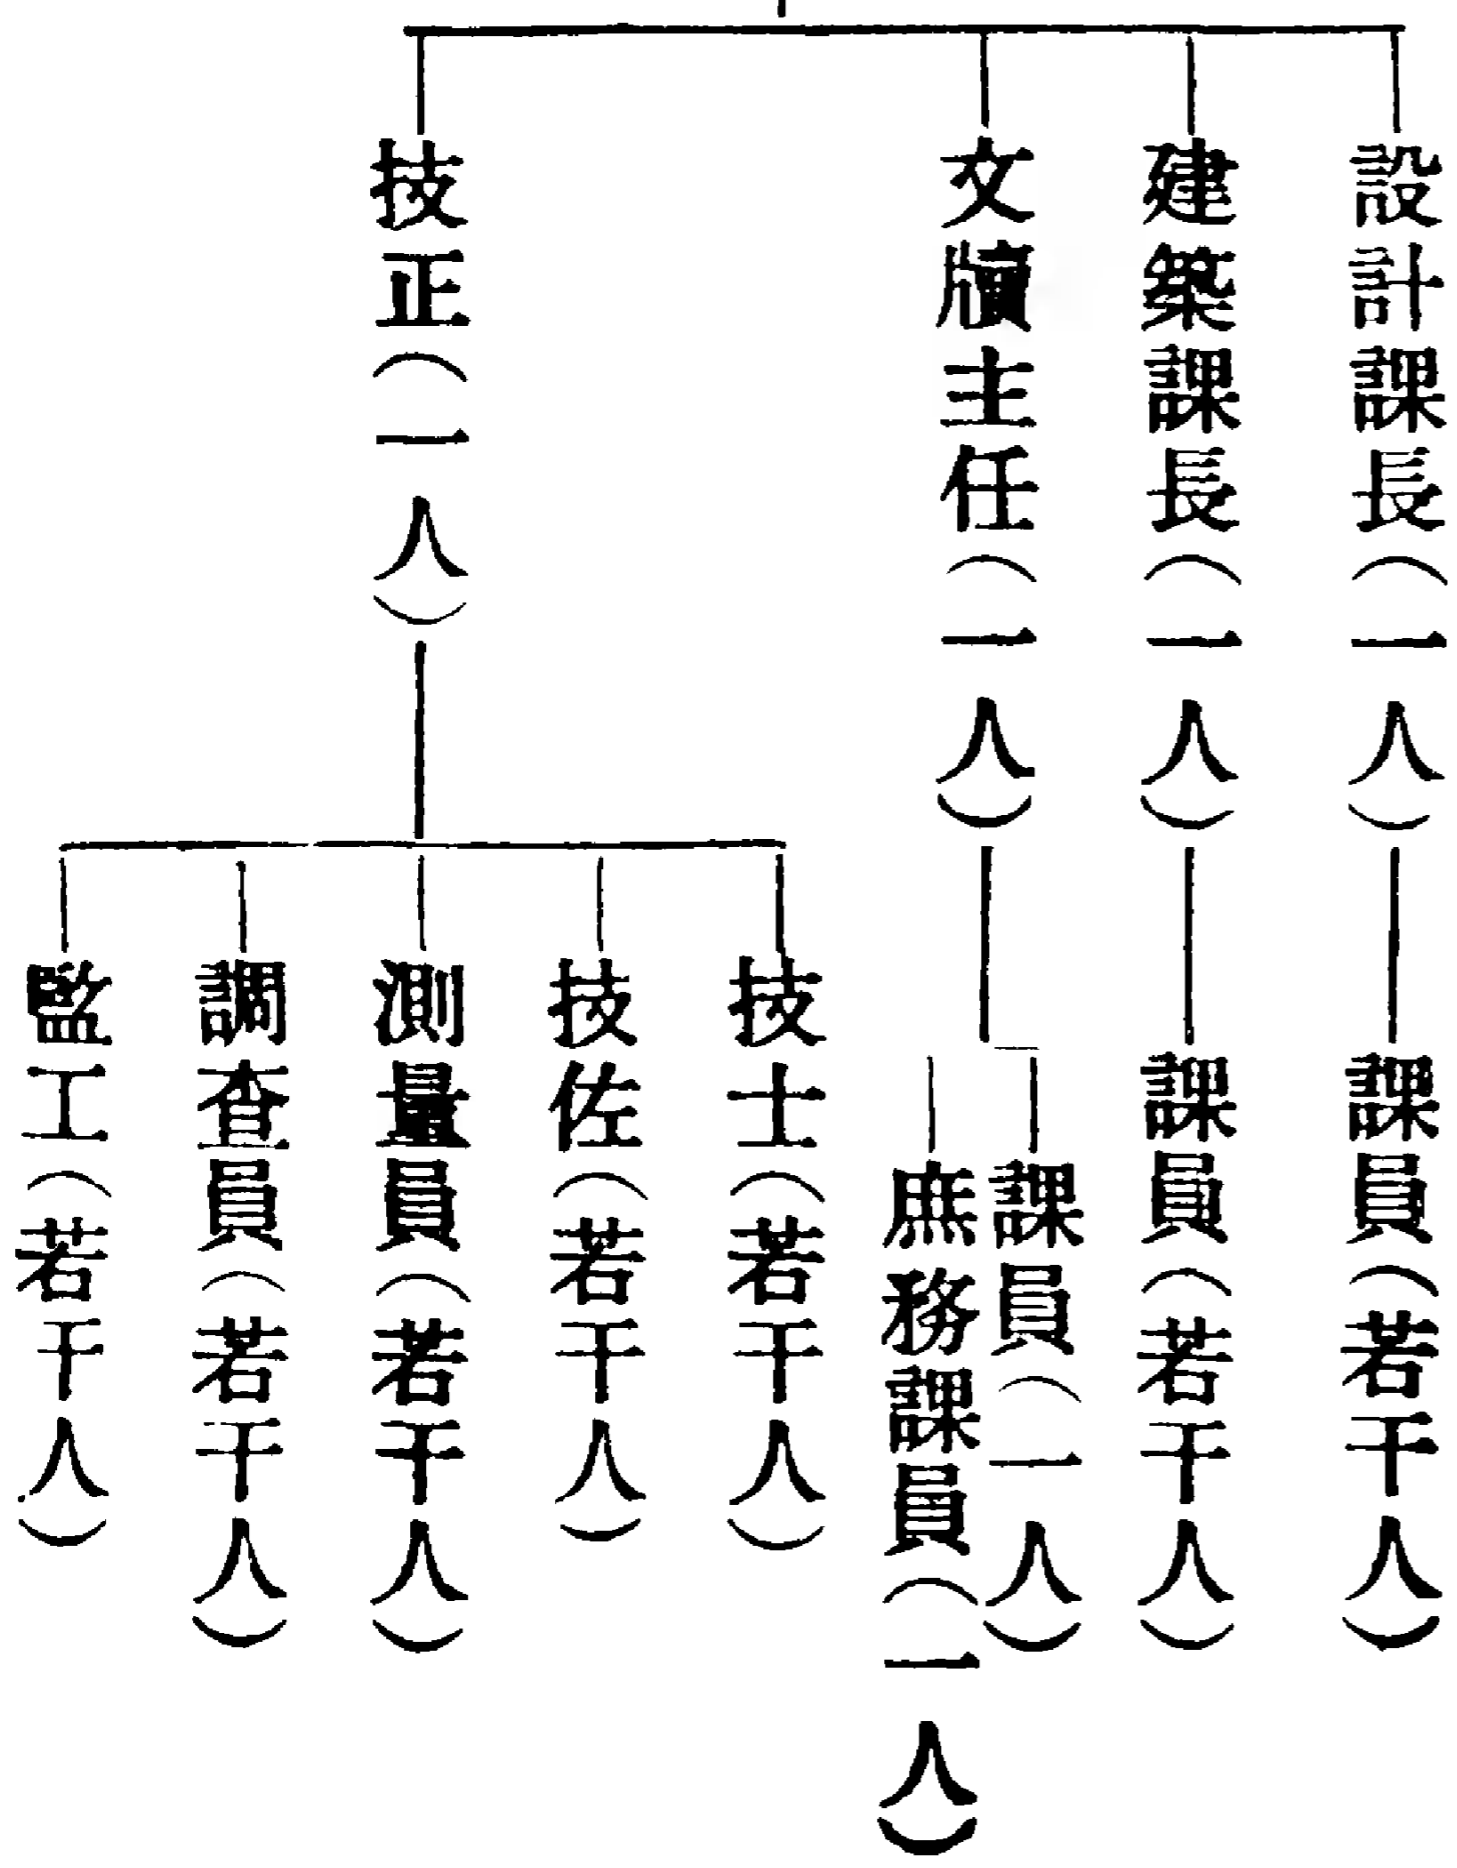 設計課長（一人）
課員（若干人）
建築課長（一人）
課員（若干人）
文牘主任（一人）
課員（一人）
庶務課員（一人）
技正（一人）
技士（若干人）
技佐（若干人）
測量員（若干人）
調查員（若干人）
監工（若干人）